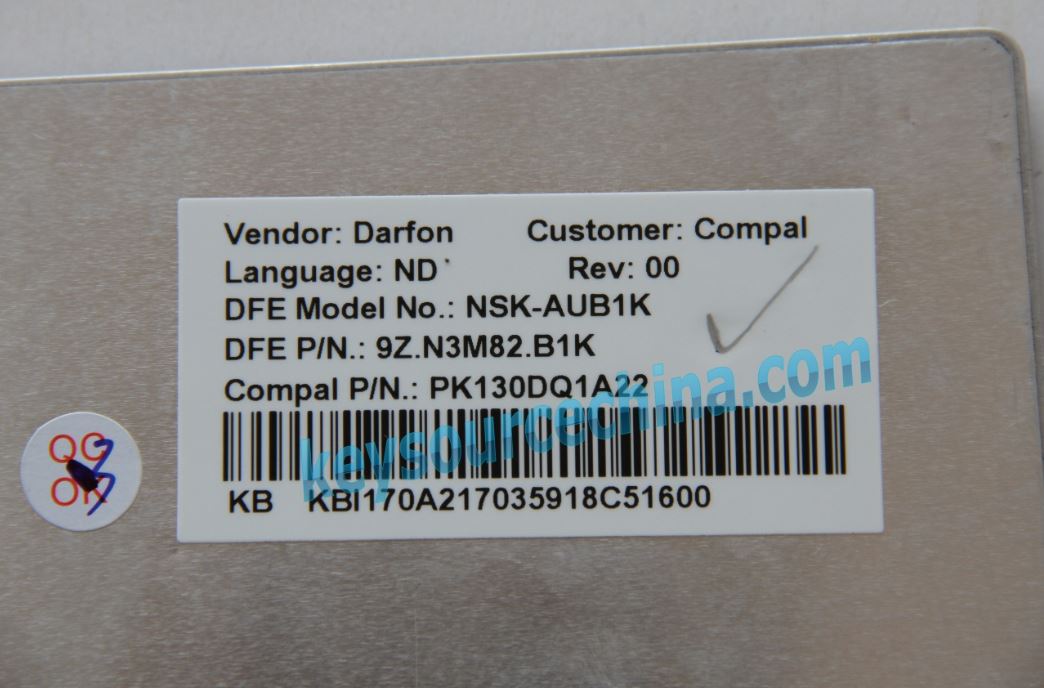 Vendor: Darfon Customer: Compal
Language: ND Rev: 00
DFE Model No.: NSK-AUB1K
DFE P/N.: 9Z.N3M82.B1K
Compal P/N.: PK130DQ1A22
keysourcechina.com
KB KBI170A217035918C51600
QC
OK